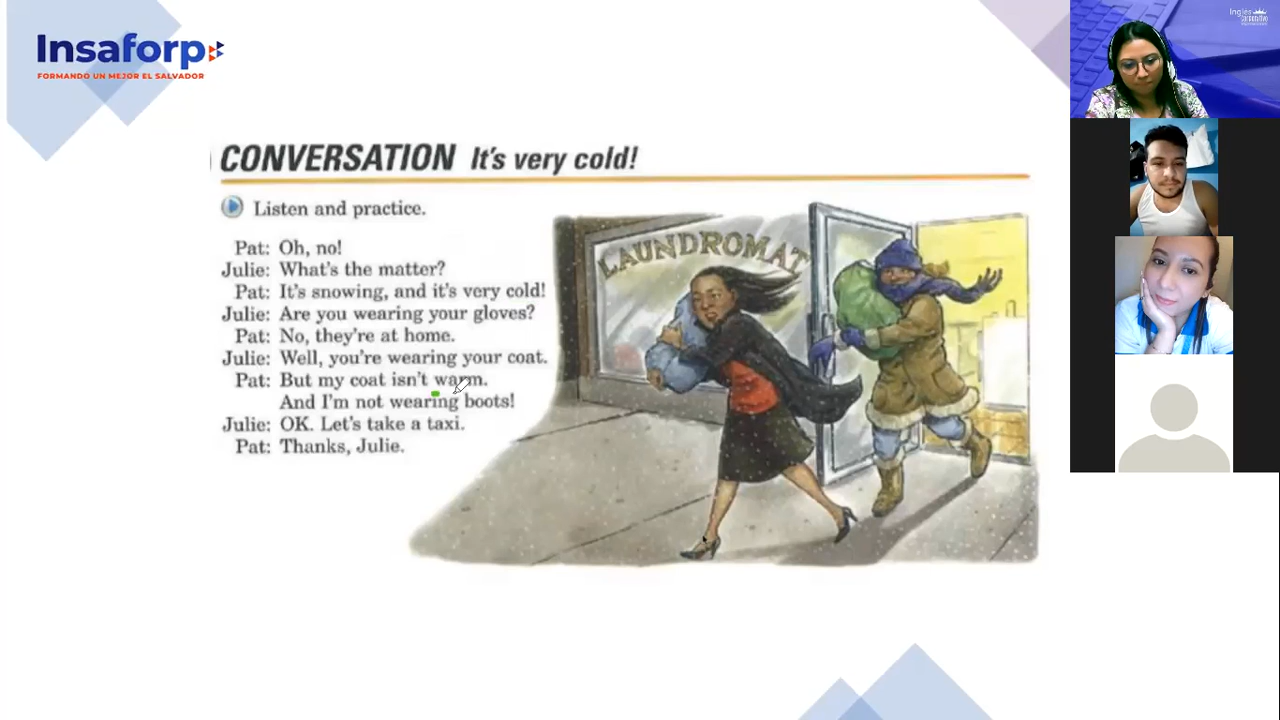 Insaforp
FORMANDO UN MEJOR EL SALVADOR
CONVERSATION It's very cold!
Listen and practice.
Pat: Oh, no!
Julie: What's the matter?
Pat: It's snowing, and it's very cold!
Julie: Are you wearing your gloves?
Pat: No, they're at home.
Julie: Well, you're wearing your coat.
Pat: But my coat isn't warm.
And I'm not wearing boots!
Julie: OK. Let's take a taxi.
Pat: Thanks, Julie.
LAUNDROMAT
Ingles